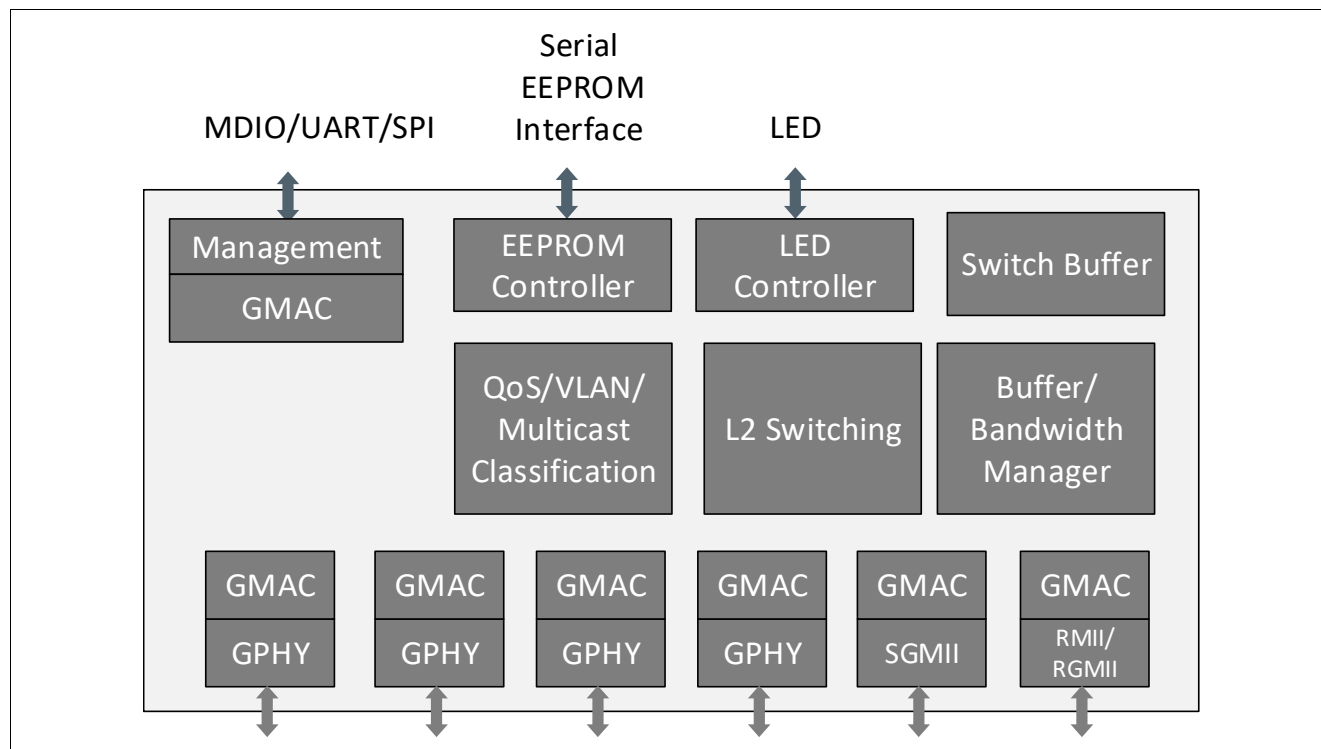 Serial
EEPROM
Interface
MDIO/UART/SPI
LED
Management
GMAC
EEPROM
Controller
LED
Controller
Switch Buffer
QoS/VLAN/
Multicast
Classification
L2 Switching
Buffer/
Bandwidth
Manager
GMAC
GPHY
GMAC
GPHY
GMAC
GPHY
GMAC
GPHY
GMAC
SGMII
GMAC
RMII/
RGMII